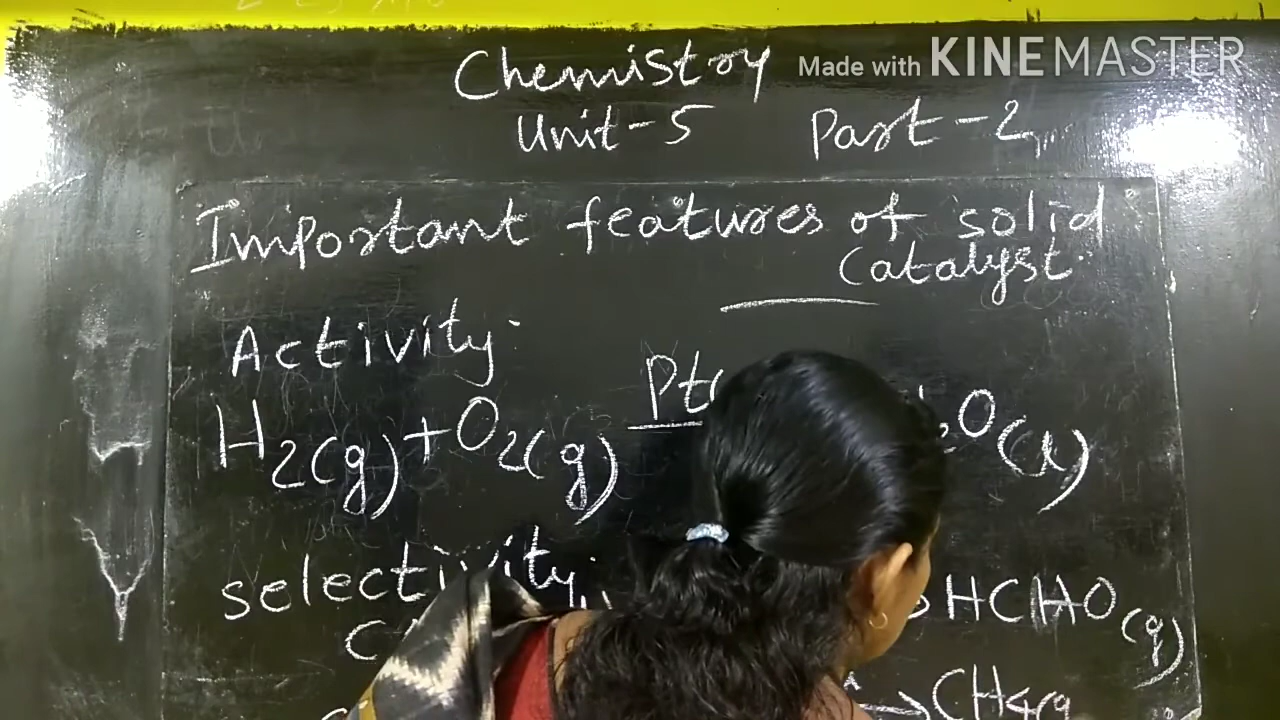 Chemistry
Made with KINEMASTER
Unit-5 Part-2
Important features of solid
Catalyst.
Activity.
Pt(
H2(g)+O2(g) O(l)
selectivity
HCHO(g)
→CH4(g